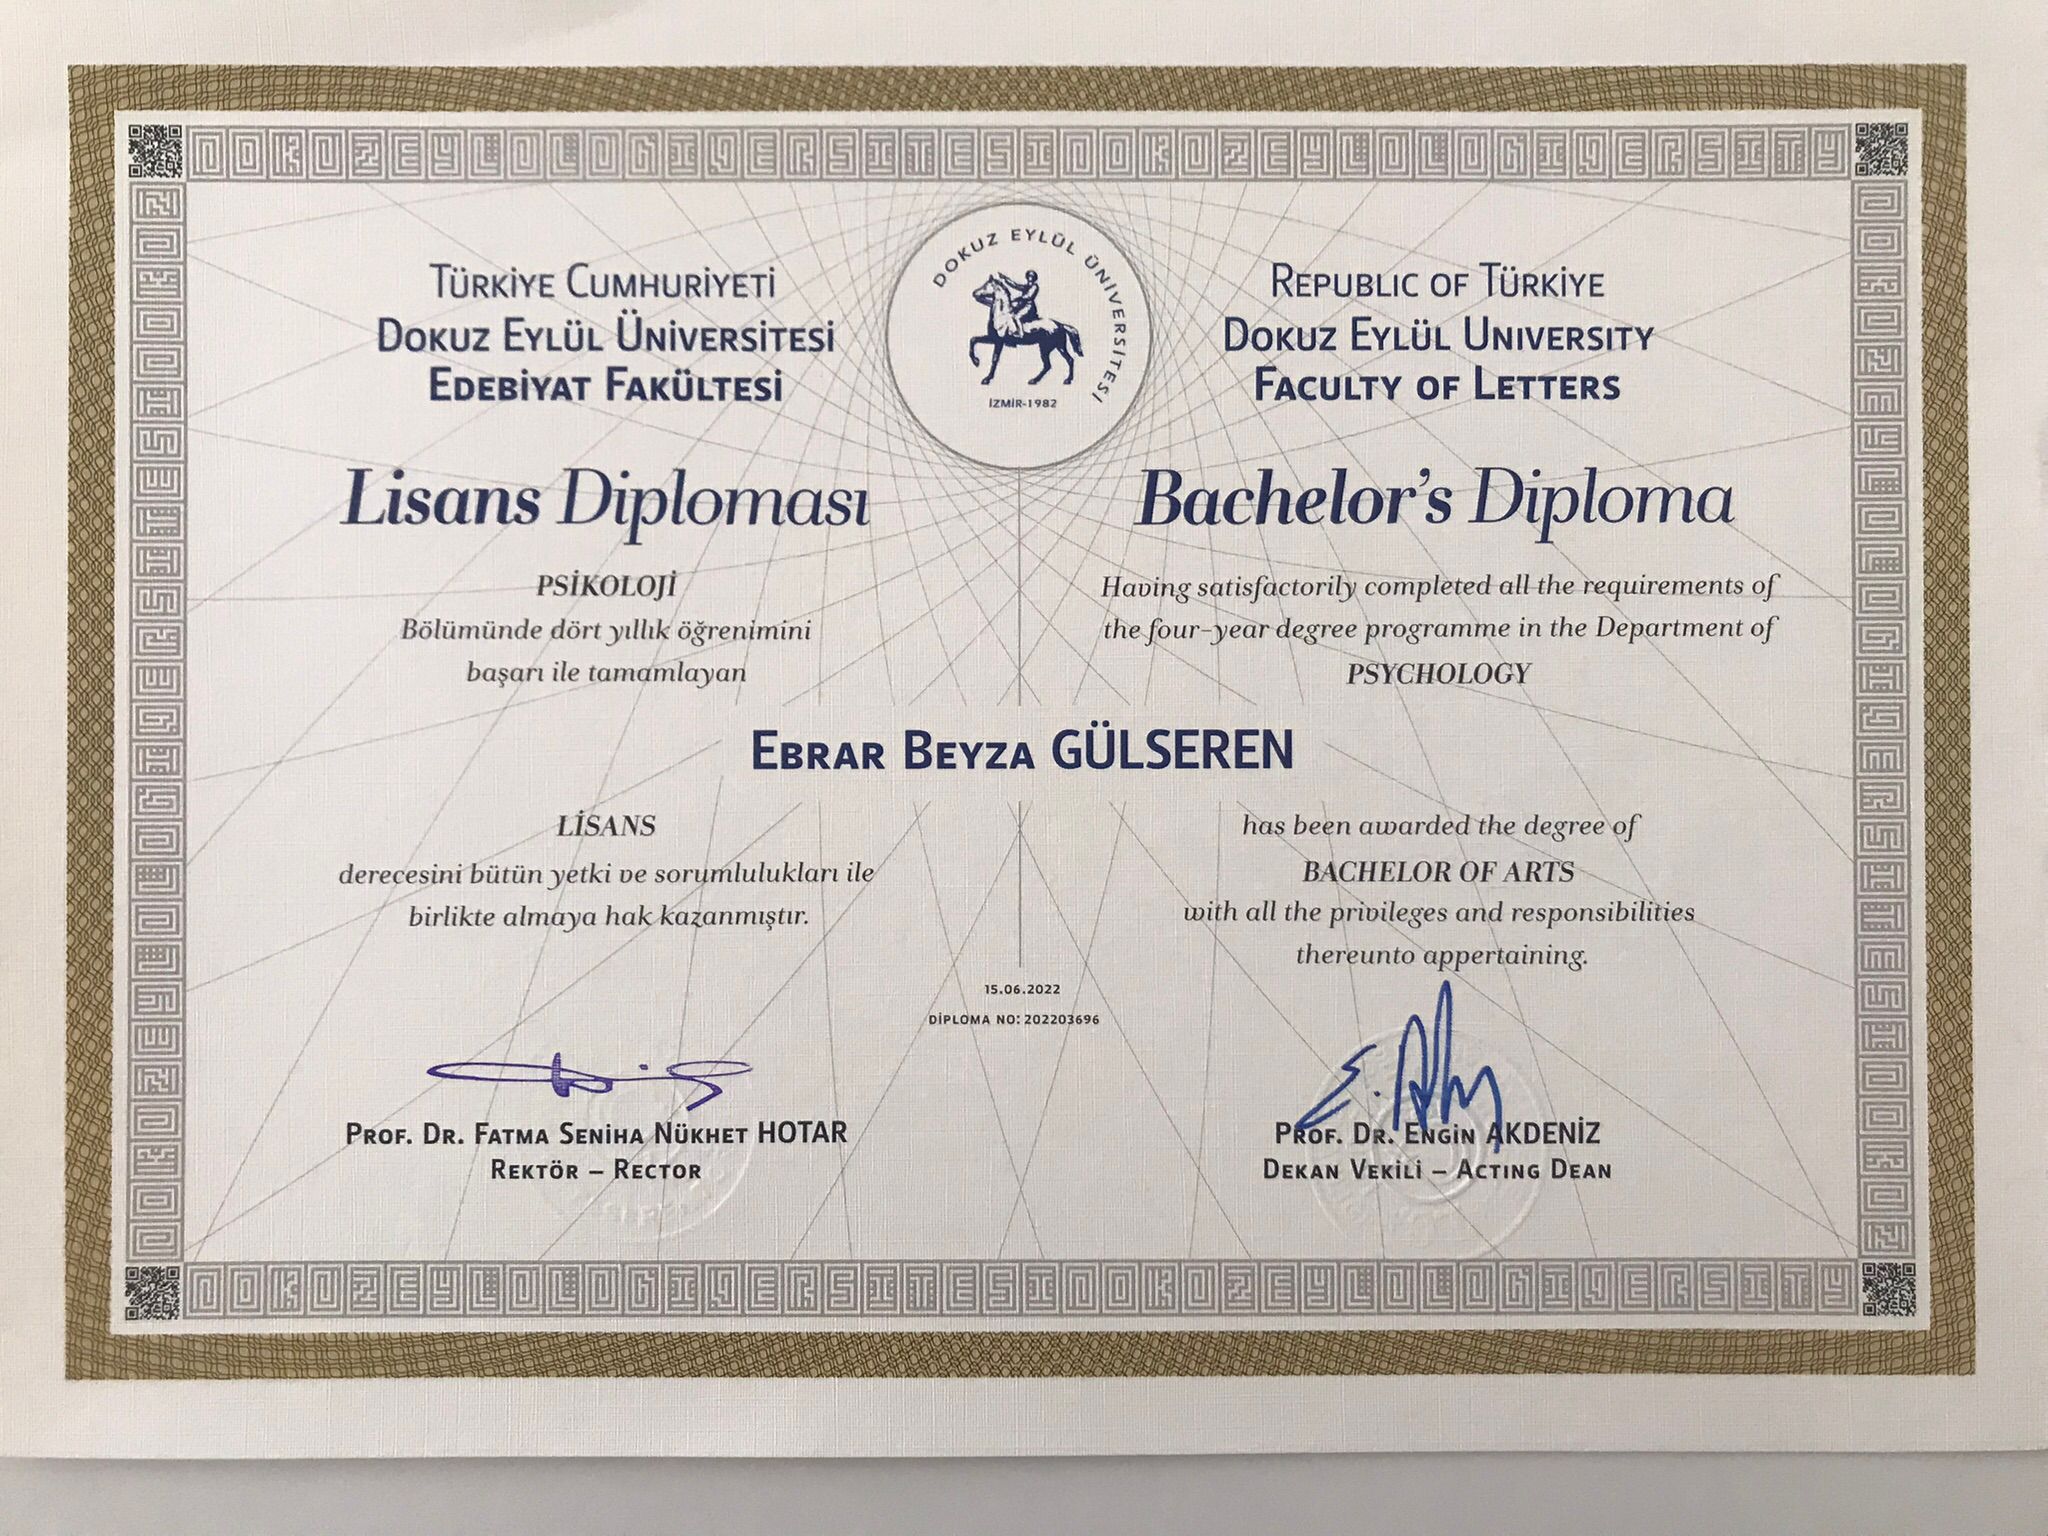 DOKUZ EYLÜL ÜNİVERSİTESİ
İZMİR-1982
TÜRKİYE CUMHURİYETİ
DOKUZ EYLÜL ÜNİVERSİTESİ
EDEBİYAT FAKÜLTESİ
Lisans Diploması
PSİKOLOJİ
Bölümünde dört yıllık öğrenimini
başarı ile tamamlayan
REPUBLIC OF TÜRKİYE
DOKUZ EYLÜL UNIVERSITY
FACULTY OF LETTERS
Bachelor's Diploma
Having satisfactorily completed all the requirements of
the four-year degree programme in the Department of
PSYCHOLOGY
EBRAR BEYZA GÜLSEREN
LİSANS
derecesini bütün yetki ve sorumlulukları ile
birlikte almaya hak kazanmıştır.
has been awarded the degree of
BACHELOR OF ARTS
with all the privileges and responsibilities
thereunto appertaining.
15.06.2022
DİPLOMA NO: 202203696
PROF. DR. FATMA SENİHA NÜKHET HOTAR
REKTÖR – RECTOR
PROF. DR. ENGİN AKDENİZ
DEKAN VEKİLİ – ACTING DEAN